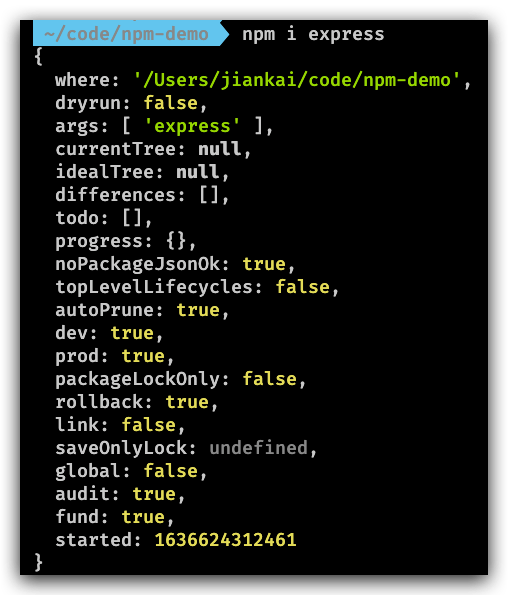 ~/code/npm-demo npm i express
{
  where: '/Users/jiankai/code/npm-demo',
  dryrun: false,
  args: [ 'express' ],
  currentTree: null,
  idealTree: null,
  differences: [],
  todo: [],
  progress: {},
  noPackageJsonOk: true,
  topLevelLifecycles: false,
  autoPrune: true,
  dev: true,
  prod: true,
  packageLockOnly: false,
  rollback: true,
  link: false,
  saveOnlyLock: undefined,
  global: false,
  audit: true,
  fund: true,
  started: 1636624312461
}